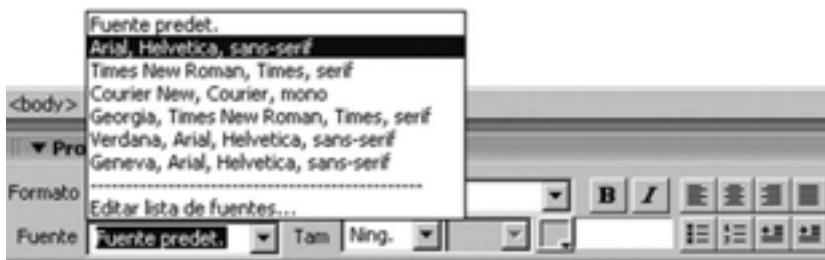 Fuente predet.
Arial, Helvetica, sans-serif
Times New Roman, Times, serif
Courier New, Courier, mono
Georgia, Times New Roman, Times, serif
Verdana, Arial, Helvetica, sans-serif
Geneva, Arial, Helvetica, sans-serif
Editar lista de fuentes...
<body>
Pro
Formato B I
Fuente Fuente predet. Tam Ning.